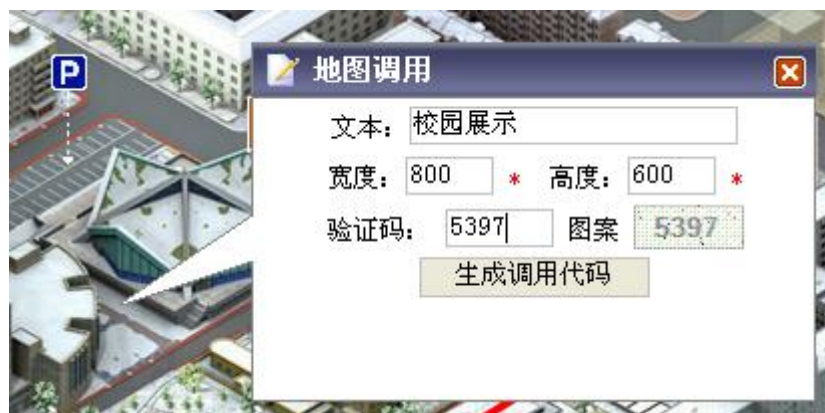 P
地图调用
文本：校园展示
宽度：800 * 高度：600 *
验证码：5397 图案 5397
生成调用代码